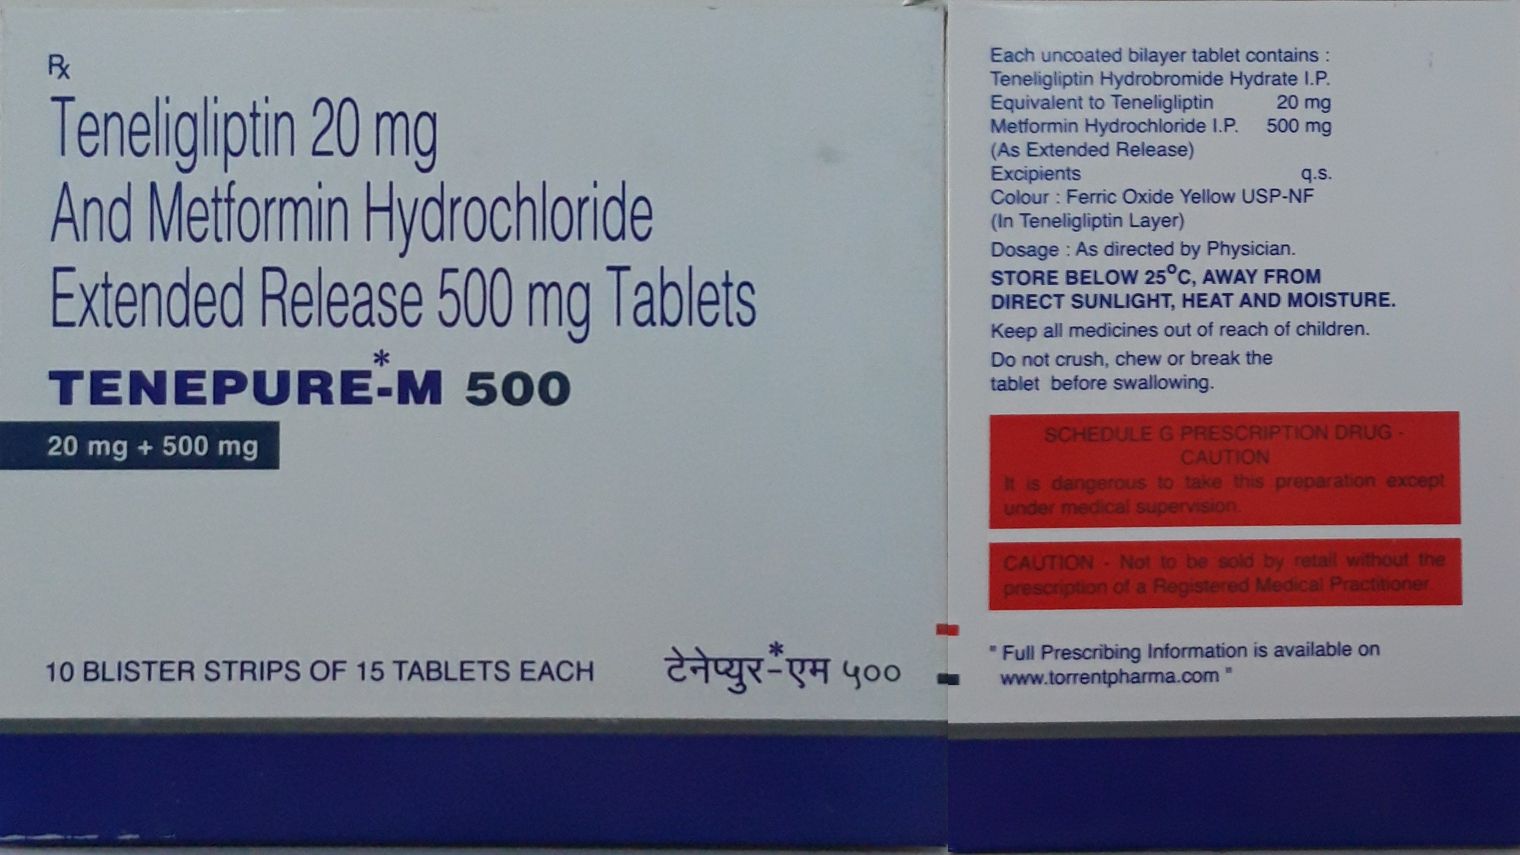 Rx
Teneligliptin 20 mg
And Metformin Hydrochloride
Extended Release 500 mg Tablets
TENEPURE*-M 500
20 mg + 500 mg
10 BLISTER STRIPS OF 15 TABLETS EACH
टेनेप्युर*-एम ५००
Each uncoated bilayer tablet contains :
Teneligliptin Hydrobromide Hydrate I.P.
Equivalent to Teneligliptin 20 mg
Metformin Hydrochloride I.P. 500 mg
(As Extended Release)
Excipients q.s.
Colour : Ferric Oxide Yellow USP-NF
(In Teneligliptin Layer)
Dosage : As directed by Physician.
STORE BELOW 25°C, AWAY FROM
DIRECT SUNLIGHT, HEAT AND MOISTURE.
Keep all medicines out of reach of children.
Do not crush, chew or break the
tablet before swallowing.
SCHEDULE G PRESCRIPTION DRUG -
CAUTION
It is dangerous to take this preparation except
under medical supervision.
CAUTION - Not to be sold by retail without the
prescription of a Registered Medical Practitioner.
" Full Prescribing Information is available on
www.torrentpharma.com "